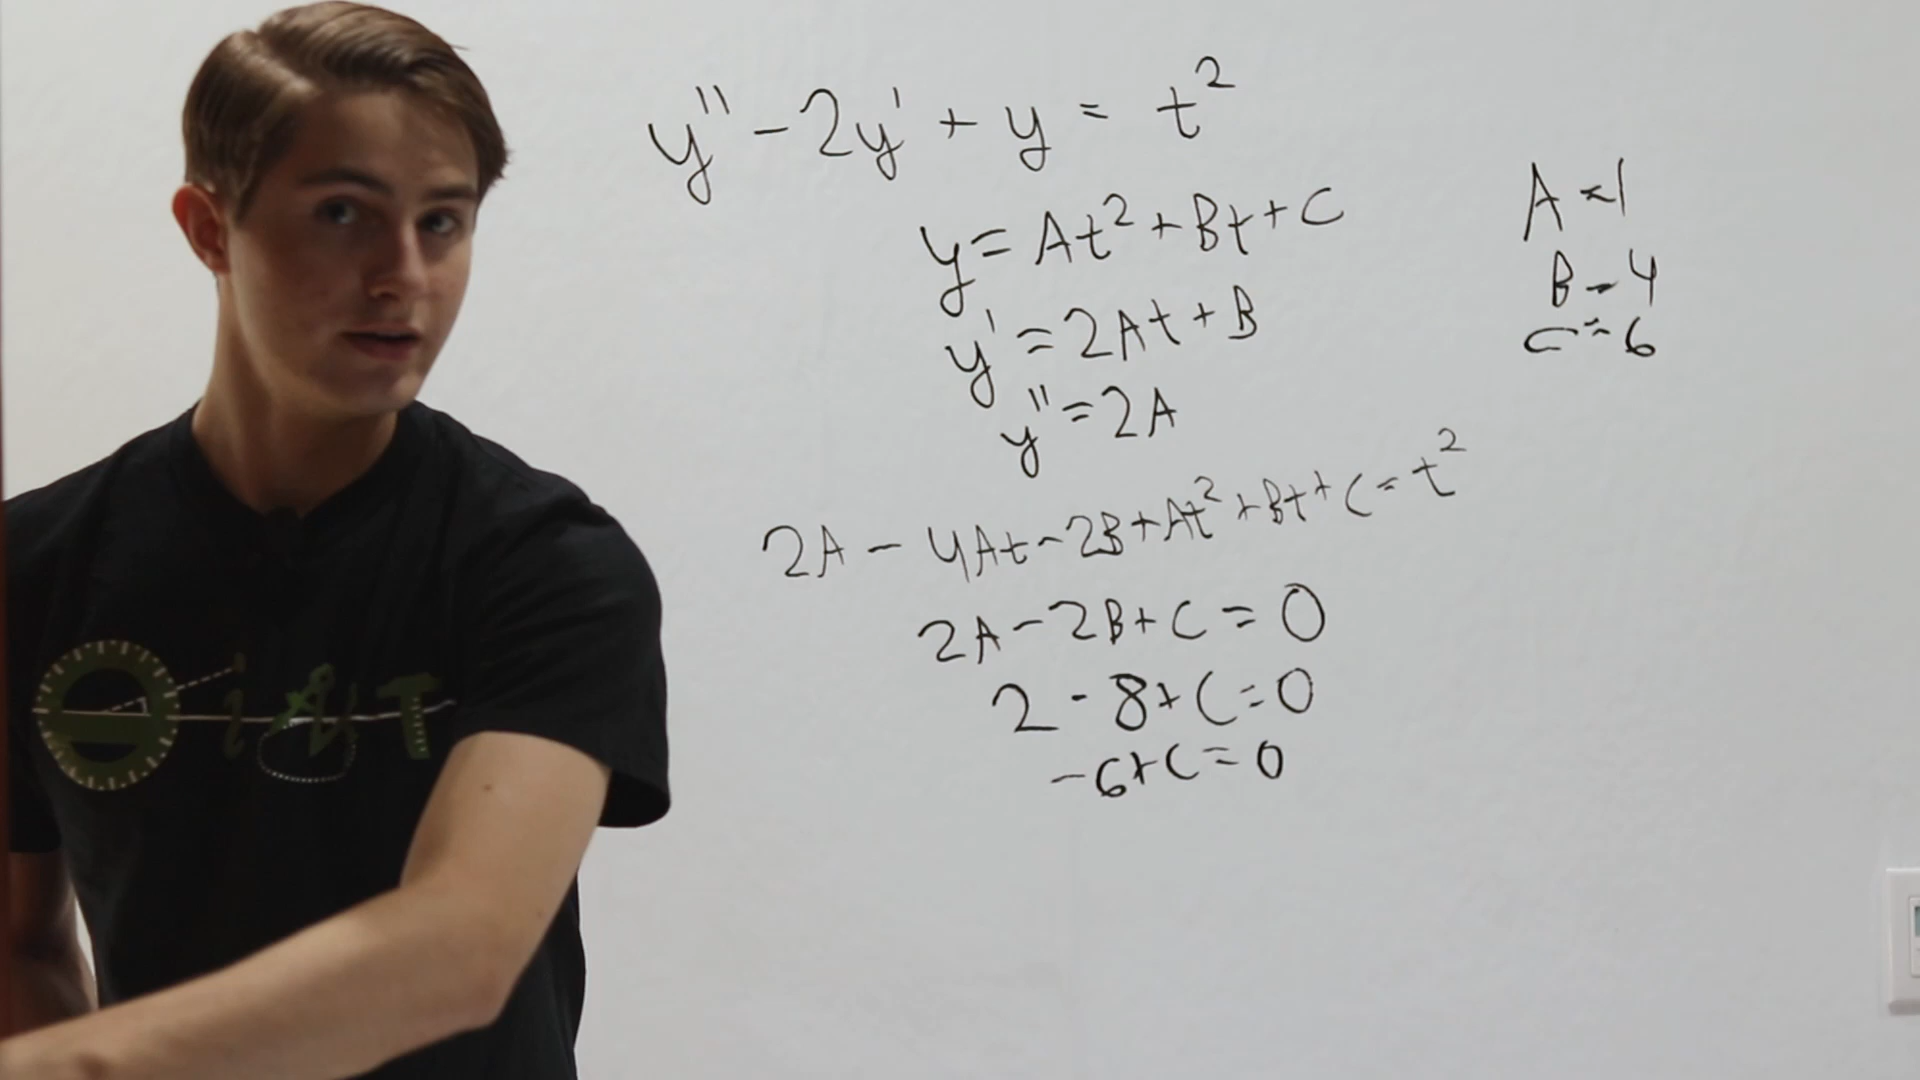 y'' - 2y' + y = t²
y = At² + Bt + C
y' = 2At + B
y'' = 2A
2A - 4At - 2B + At² + Bt + C = t²
2A - 2B + C = 0
2 - 8 + C = 0
-6 + C = 0
A = 1
B = 4
C = 6